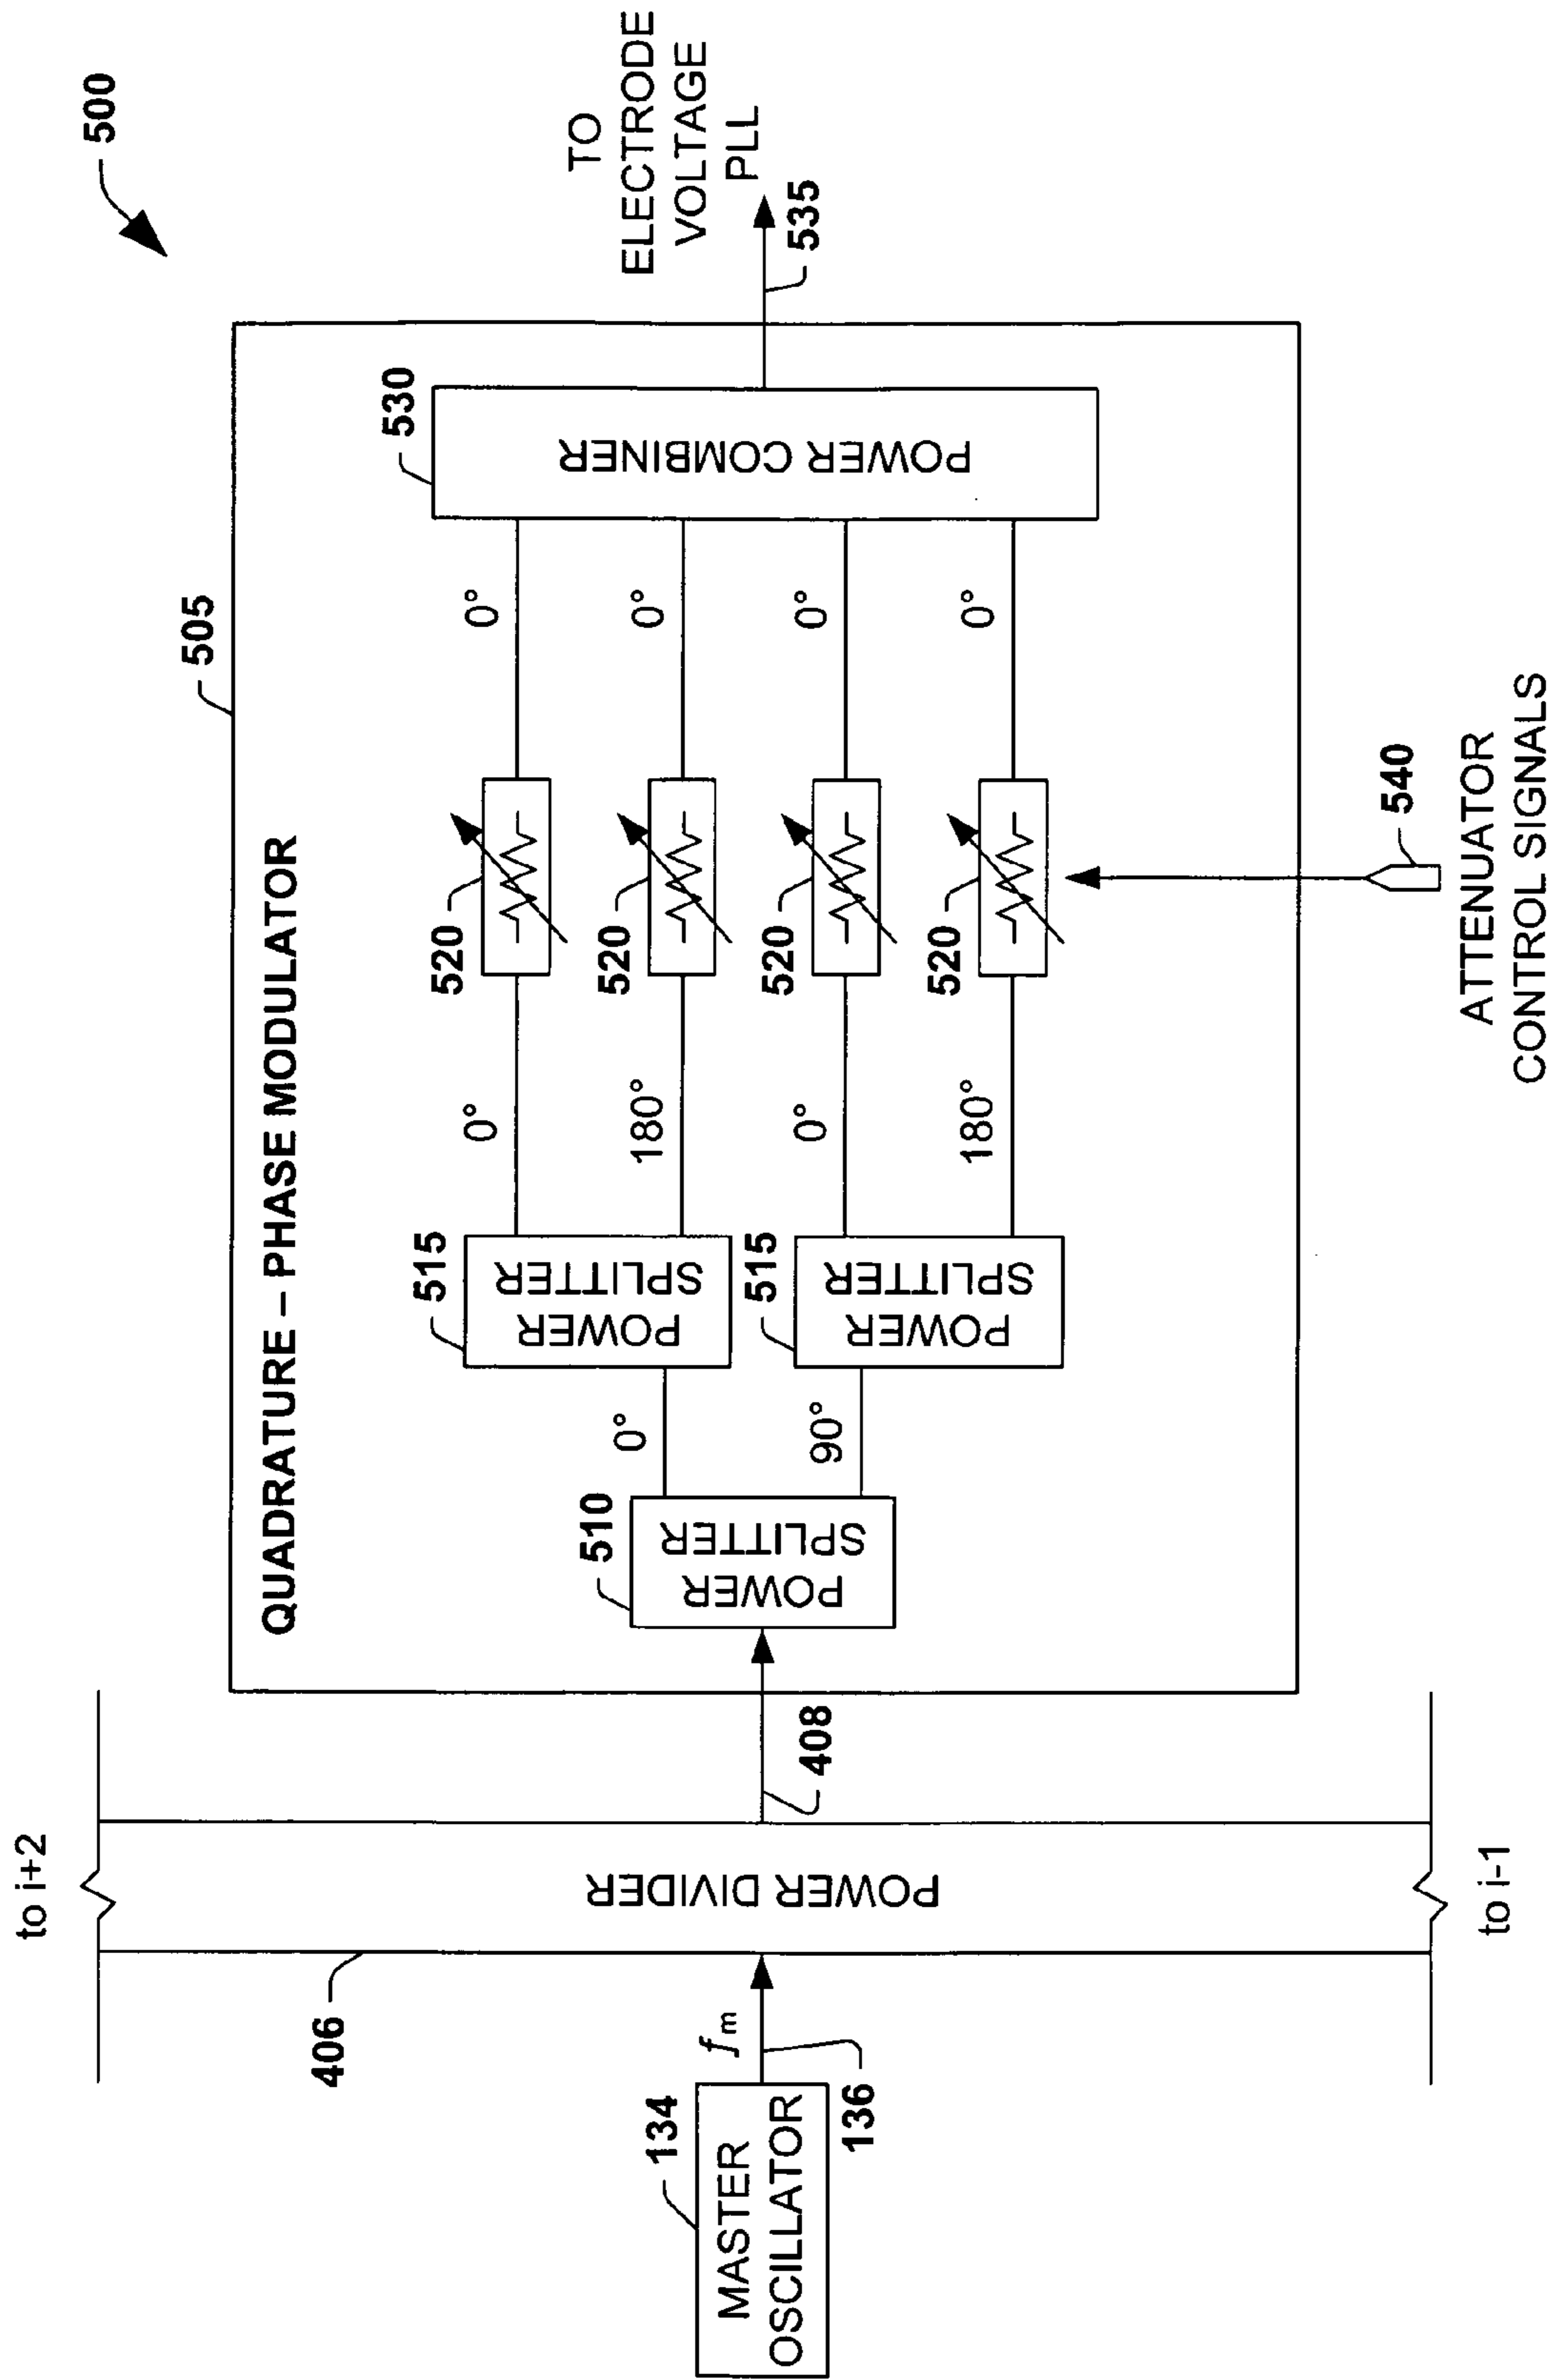 500
505
QUADRATURE – PHASE MODULATOR
to i+2
406
134
MASTER
OSCILLATOR
fm
136
POWER DIVIDER
408
510
POWER
SPLITTER
0°
90°
515
POWER
SPLITTER
515
POWER
SPLITTER
0°
180°
0°
180°
520
520
520
520
0°
0°
0°
0°
530
POWER COMBINER
535
TO
ELECTRODE
VOLTAGE
PLL
540
ATTENUATOR
CONTROL SIGNALS
to i-1